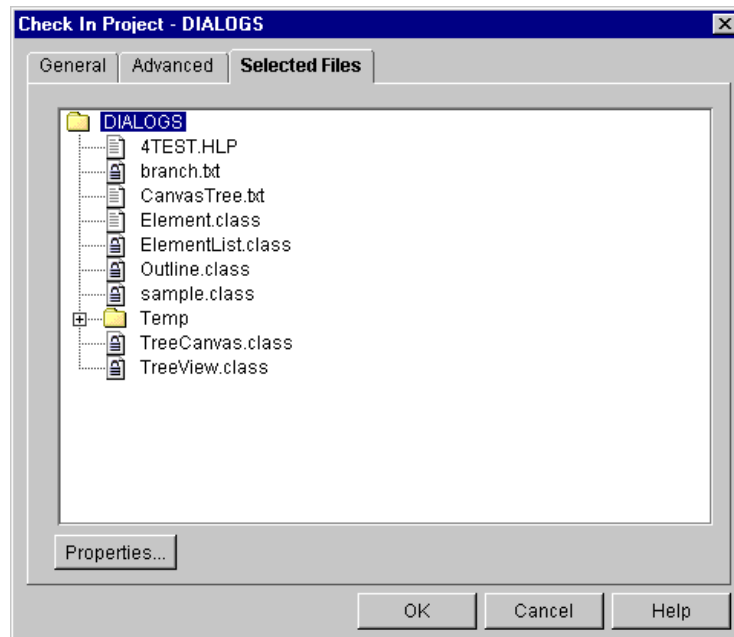 Check In Project - DIALOGS
General Advanced Selected Files
DIALOGS
4TEST.HLP
branch.txt
CanvasTree.txt
Element.class
ElementList.class
Outline.class
sample.class
Temp
TreeCanvas.class
TreeView.class
Properties...
OK Cancel Help